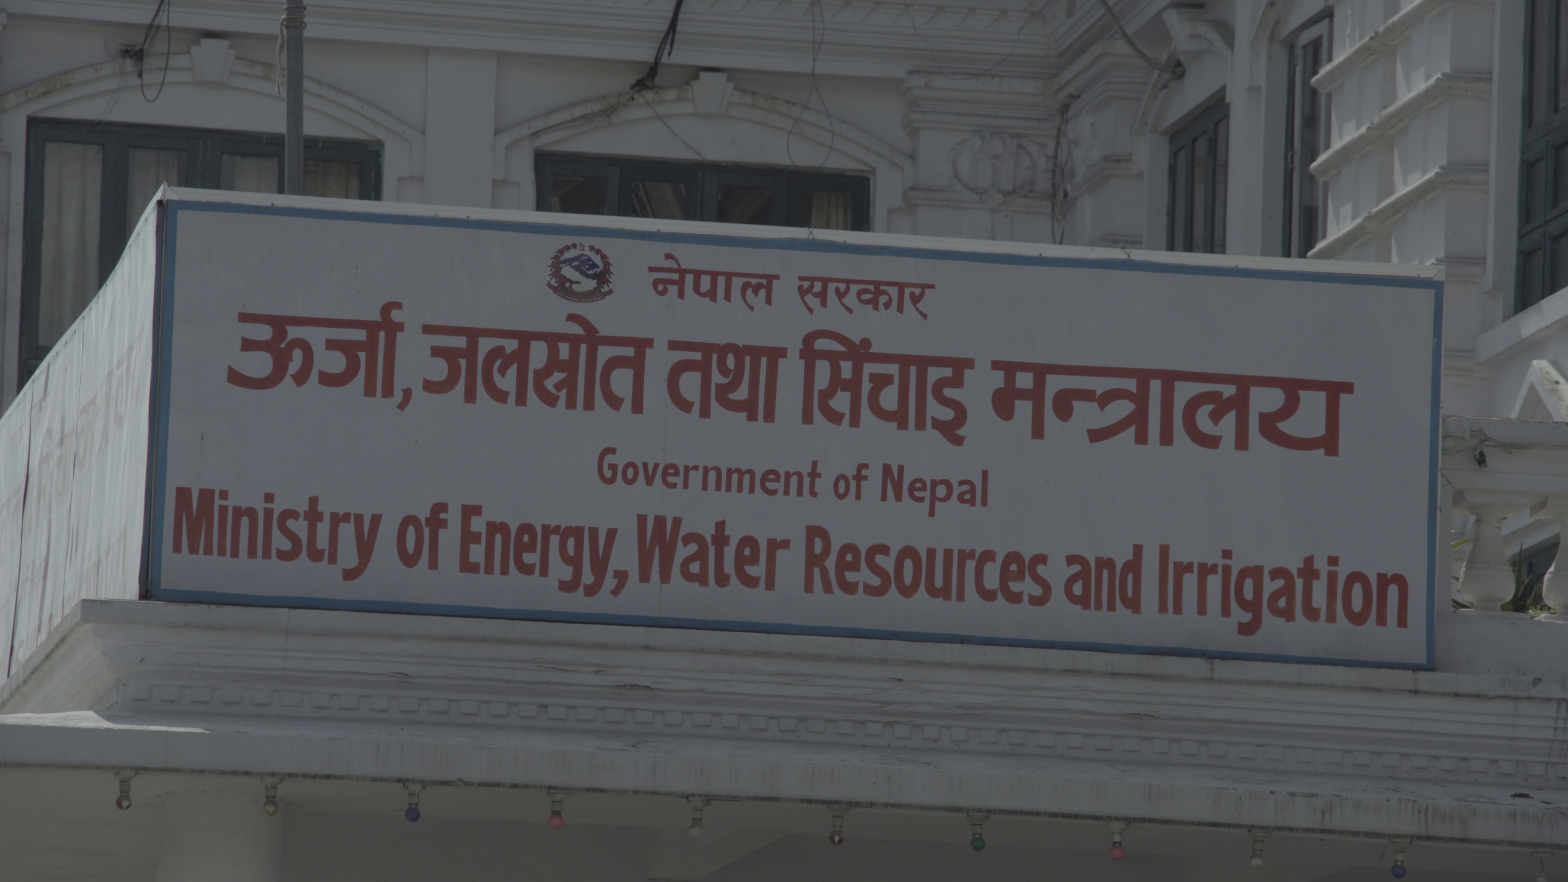 नेपाल सरकार
ऊर्जा, जलस्रोत तथा सिंचाइ मन्त्रालय
Government of Nepal
Ministry of Energy, Water Resources and Irrigation